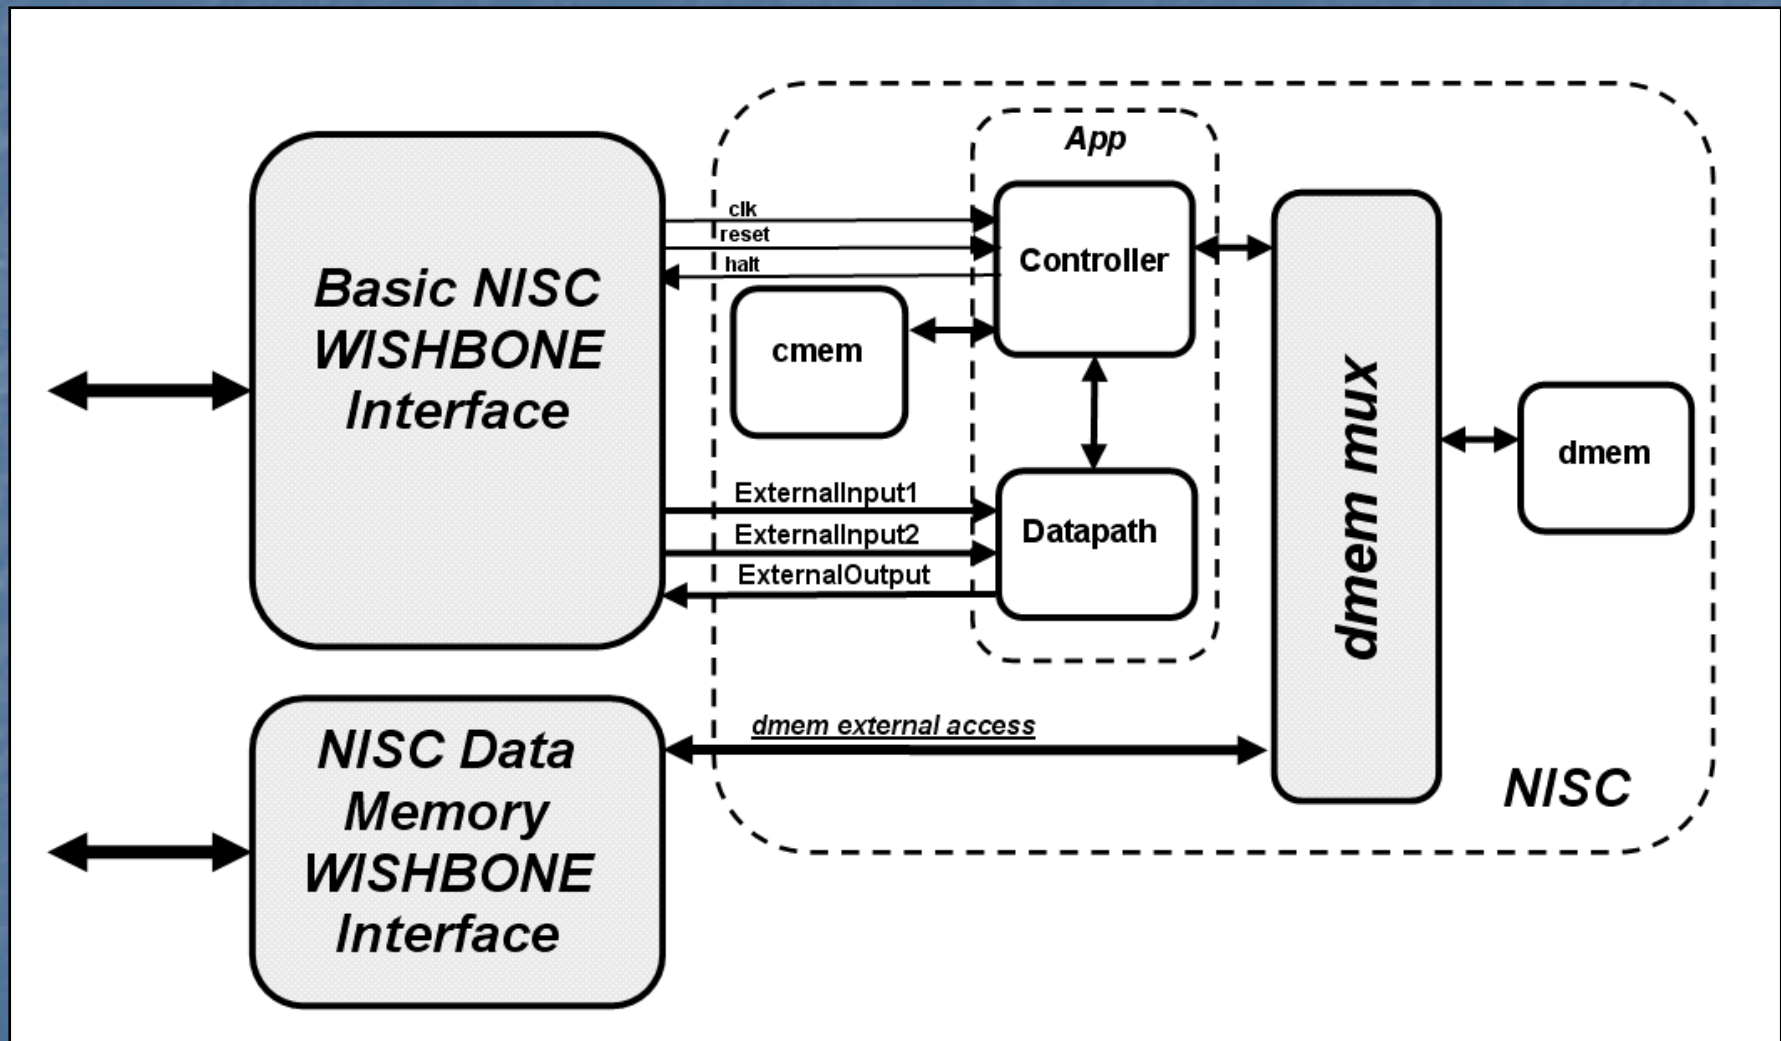 App
clk
reset
halt
Controller
Basic NISC
WISHBONE
Interface
cmem
dmem mux
dmem
ExternalInput1
ExternalInput2
ExternalOutput
Datapath
dmem external access
NISC
NISC Data
Memory
WISHBONE
Interface